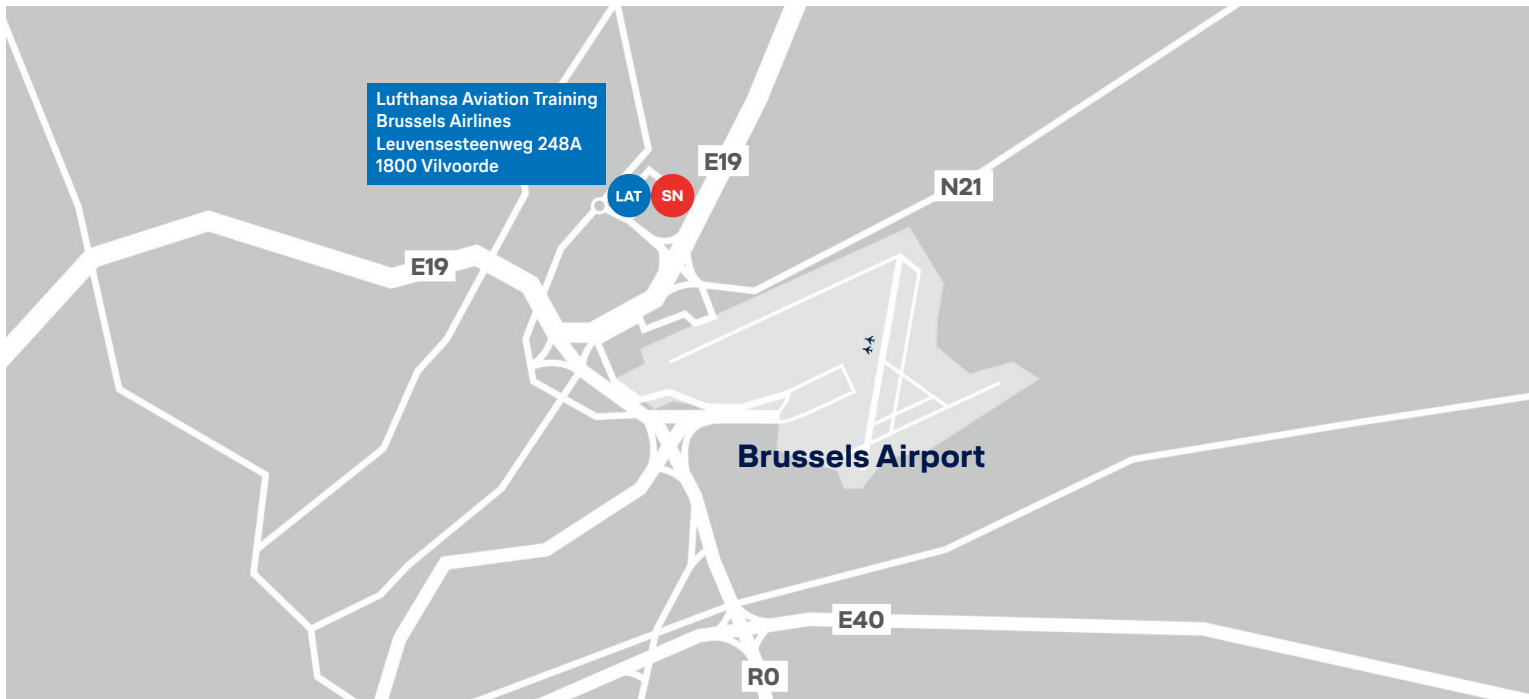 Lufthansa Aviation Training
Brussels Airlines
Leuvensesteenweg 248A
1800 Vilvoorde
E19
N21
LAT
SN
E19
Brussels Airport
E40
R0